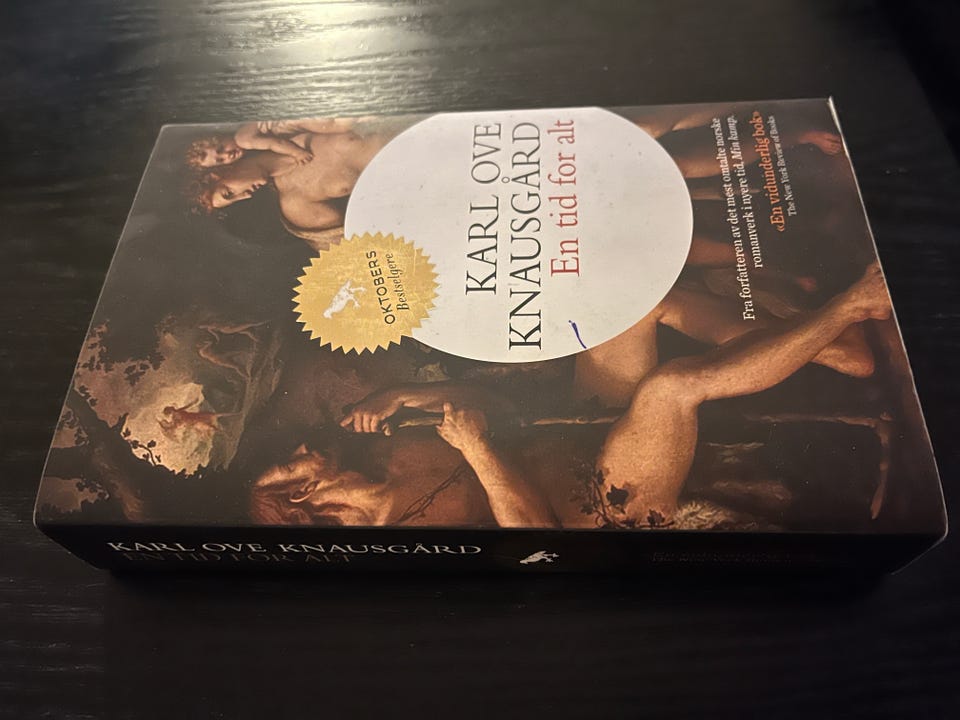 KARL OVE
KNAUSGÅRD
En tid for alt
OKTOBERS
Bestselgere
Fra forfatteren av det mest omtalte norske
romanverk i nyere tid, Min kamp.
«En vidunderlig bok»
The New York Review of Books
KARL OVE KNAUSGÅRD
EN TID FOR ALT